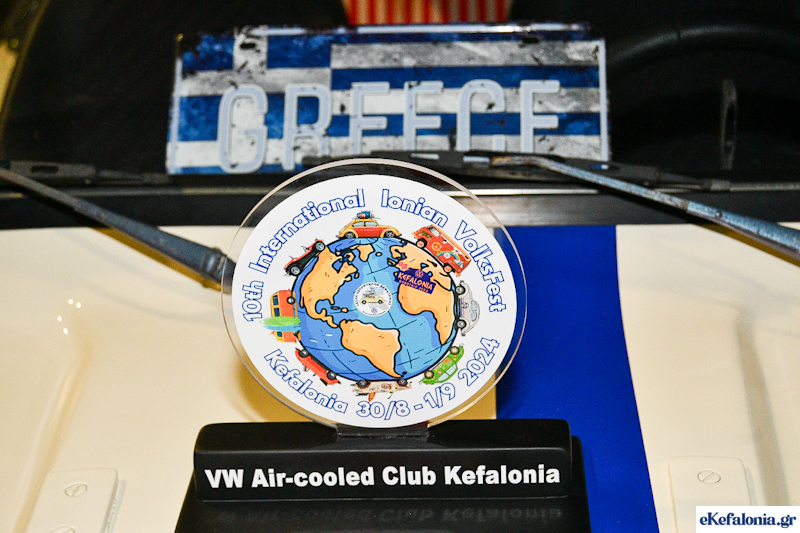 GREECE
10th International Ionian VolksFest
KEFALONIA
Kefalonia 30/8 - 1/9 2024
VW Air-cooled Club Kefalonia
eKefalonia.gr